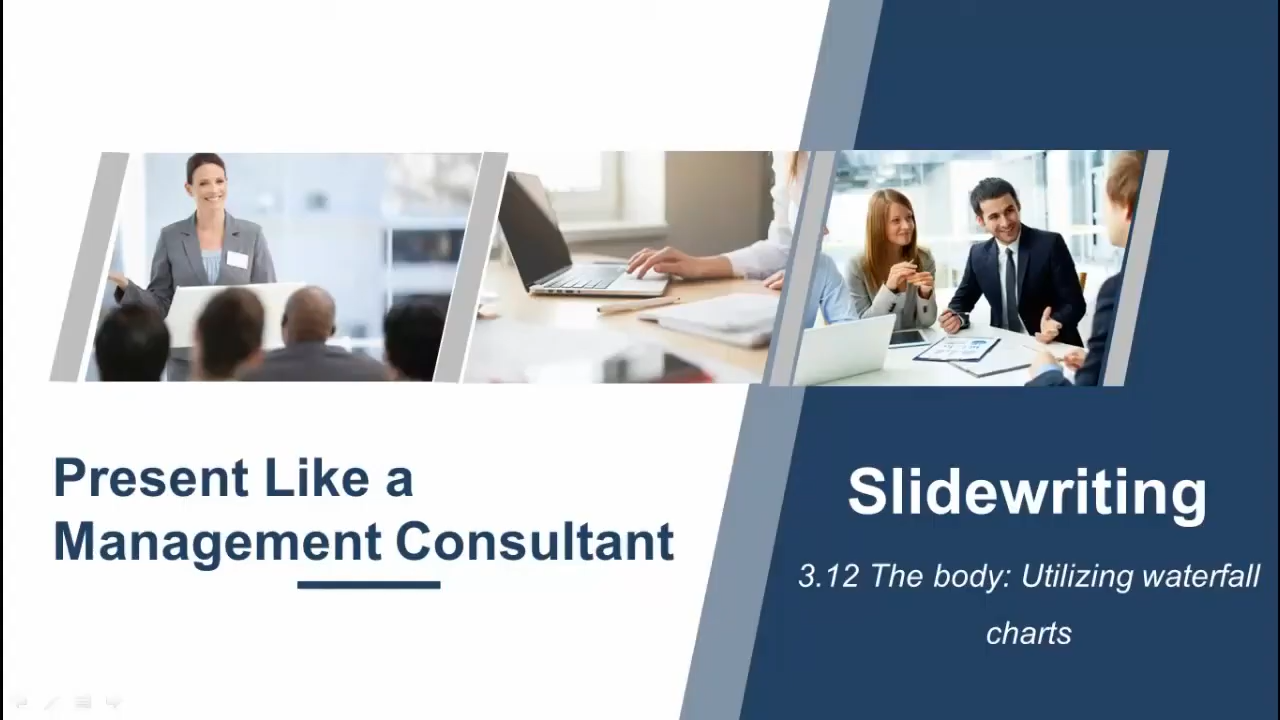 Present Like a
Management Consultant
Slidewriting
3.12 The body: Utilizing waterfall
charts